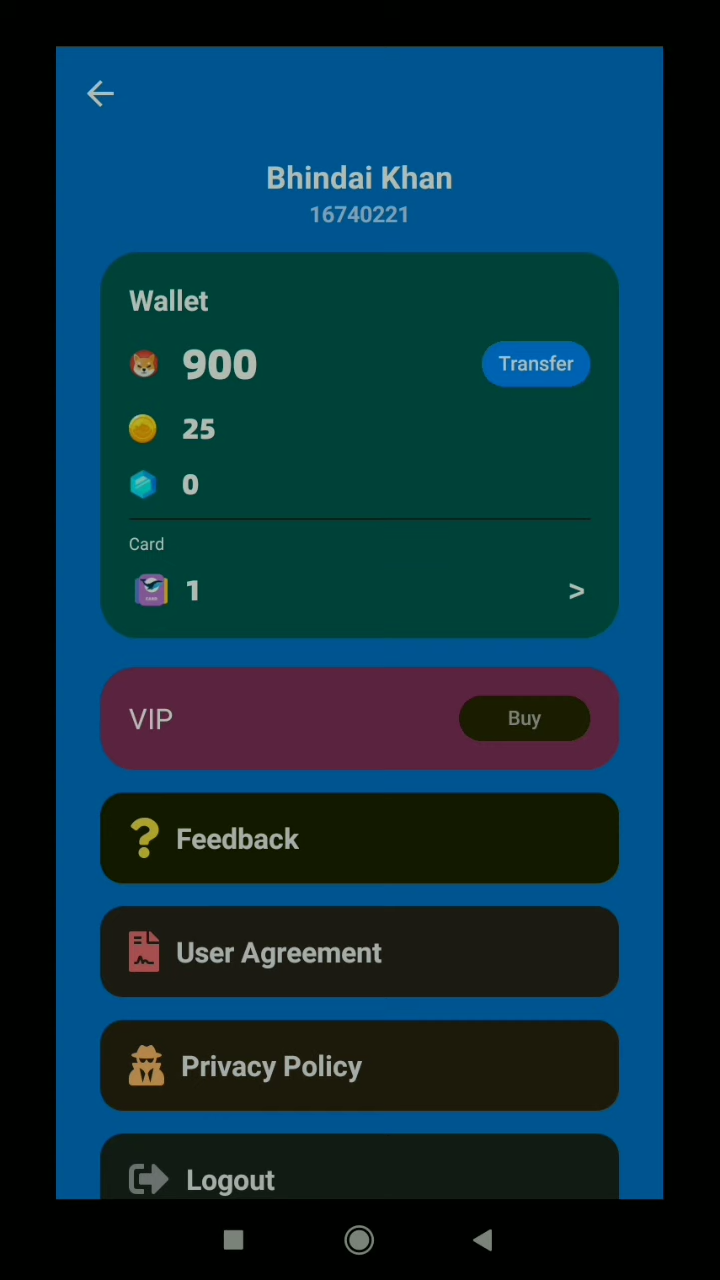 Bhindai Khan
16740221
Wallet
900
Transfer
25
0
Card
1 >
VIP
Buy
Feedback
User Agreement
Privacy Policy
Logout